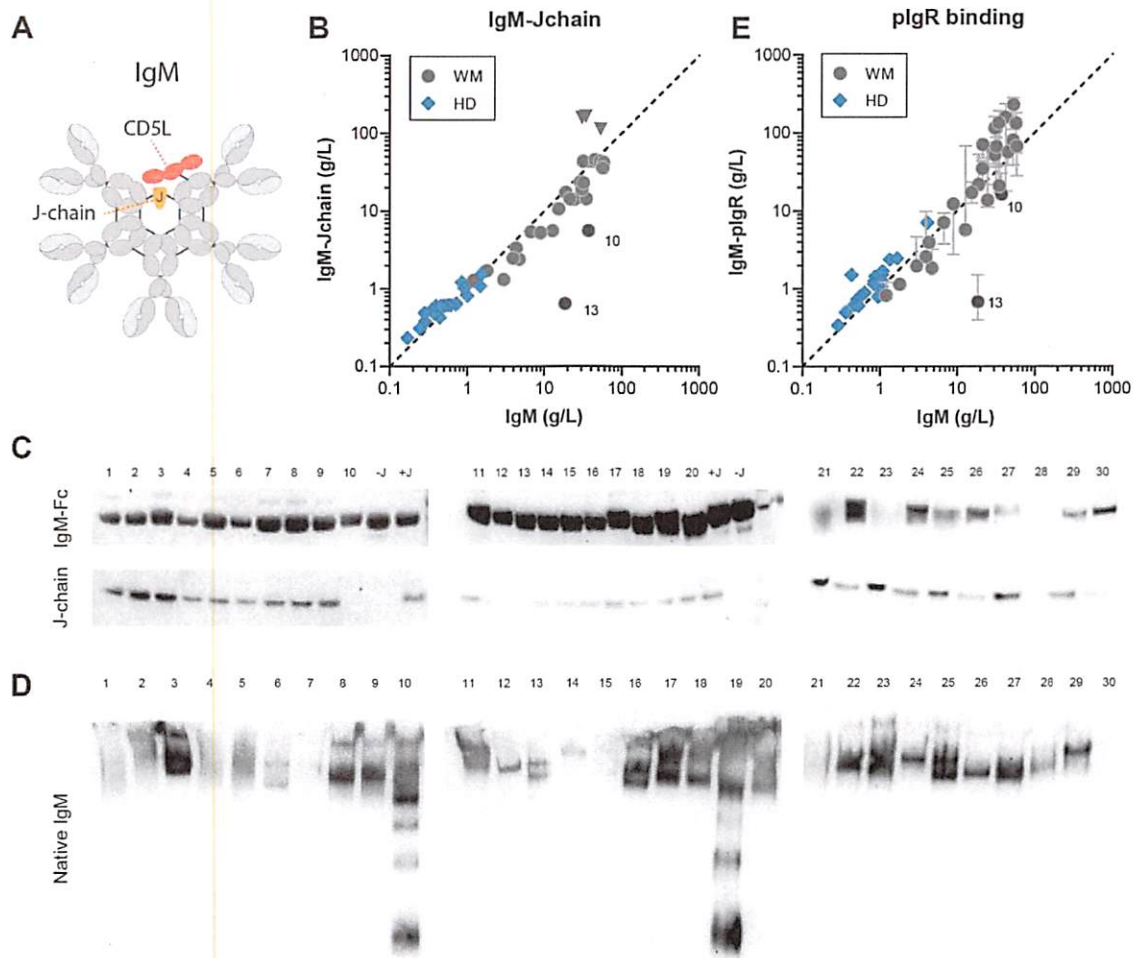 A
IgM
CD5L
J
J-chain
B
IgM-Jchain
IgM-Jchain (g/L)
1000
100
10
1
0.1
WM
HD
10
13
0.1
1
10
100
1000
IgM (g/L)
E
pIgR binding
IgM-pIgR (g/L)
1000
100
10
1
0.1
WM
HD
10
13
0.1
1
10
100
1000
IgM (g/L)
C
1 2 3 4 5 6 7 8 9 10 -J +J
11 12 13 14 15 16 17 18 19 20 +J -J
21 22 23 24 25 26 27 28 29 30
IgM-Fc
J-chain
D
1 2 3 4 5 6 7 8 9 10
11 12 13 14 15 16 17 18 19 20
21 22 23 24 25 26 27 28 29 30
Native IgM